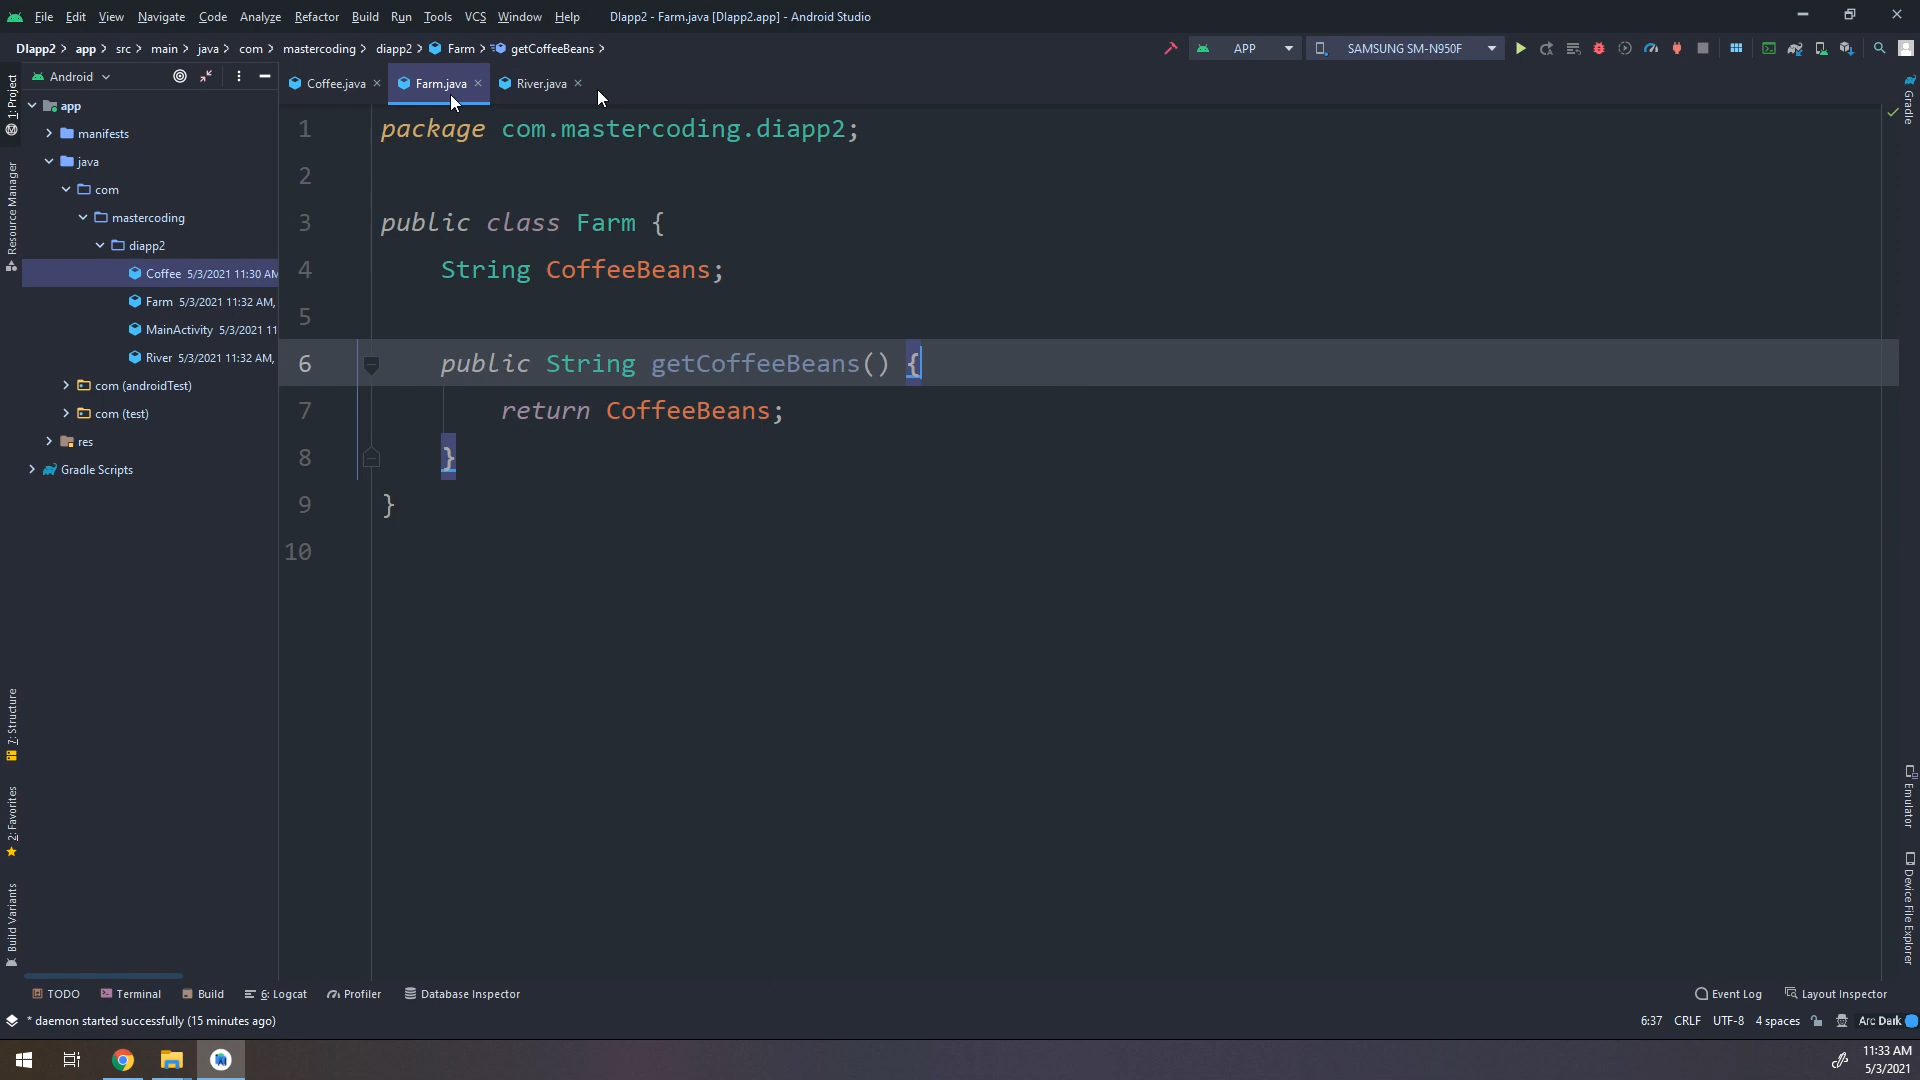 File Edit View Navigate Code Analyze Refactor Build Run Tools VCS Window Help DIapp2 - Farm.java [DIapp2.app] - Android Studio
DIapp2 app src main java com mastercoding diapp2 Farm getCoffeeBeans APP SAMSUNG SM-N950F
Android
Coffee.java Farm.java River.java
1: Project
Resource Manager
7: Structure
2: Favorites
Build Variants
app
manifests
java
com
mastercoding
diapp2
Coffee 5/3/2021 11:30 AM
Farm 5/3/2021 11:32 AM,
MainActivity 5/3/2021 11
River 5/3/2021 11:32 AM,
com (androidTest)
com (test)
res
Gradle Scripts
1 package com.mastercoding.diapp2;
2
3 public class Farm {
4 String CoffeeBeans;
5
6 public String getCoffeeBeans() {
7 return CoffeeBeans;
8 }
9 }
10
Gradle
Emulator
Device File Explorer
TODO Terminal Build 6: Logcat Profiler Database Inspector Event Log Layout Inspector
* daemon started successfully (15 minutes ago) 6:37 CRLF UTF-8 4 spaces Arc Dark
11:33 AM
5/3/2021